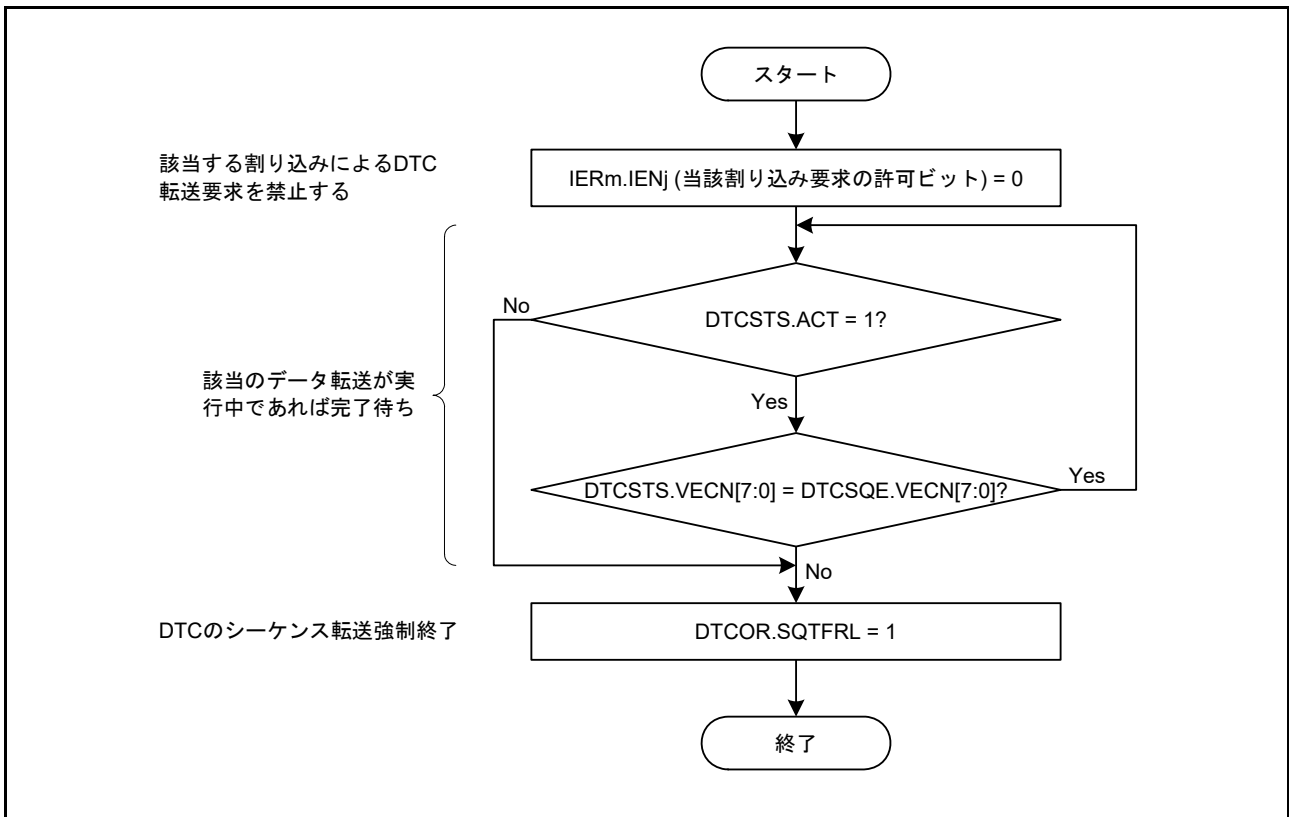 スタート
該当する割り込みによるDTC
転送要求を禁止する
IERm.IENj (当該割り込み要求の許可ビット) = 0
No
DTCSTS.ACT = 1?
該当のデータ転送が実
行中であれば完了待ち
Yes
DTCSTS.VECN[7:0] = DTCSQE.VECN[7:0]?
Yes
No
DTCのシーケンス転送強制終了
DTCOR.SQTFRL = 1
終了